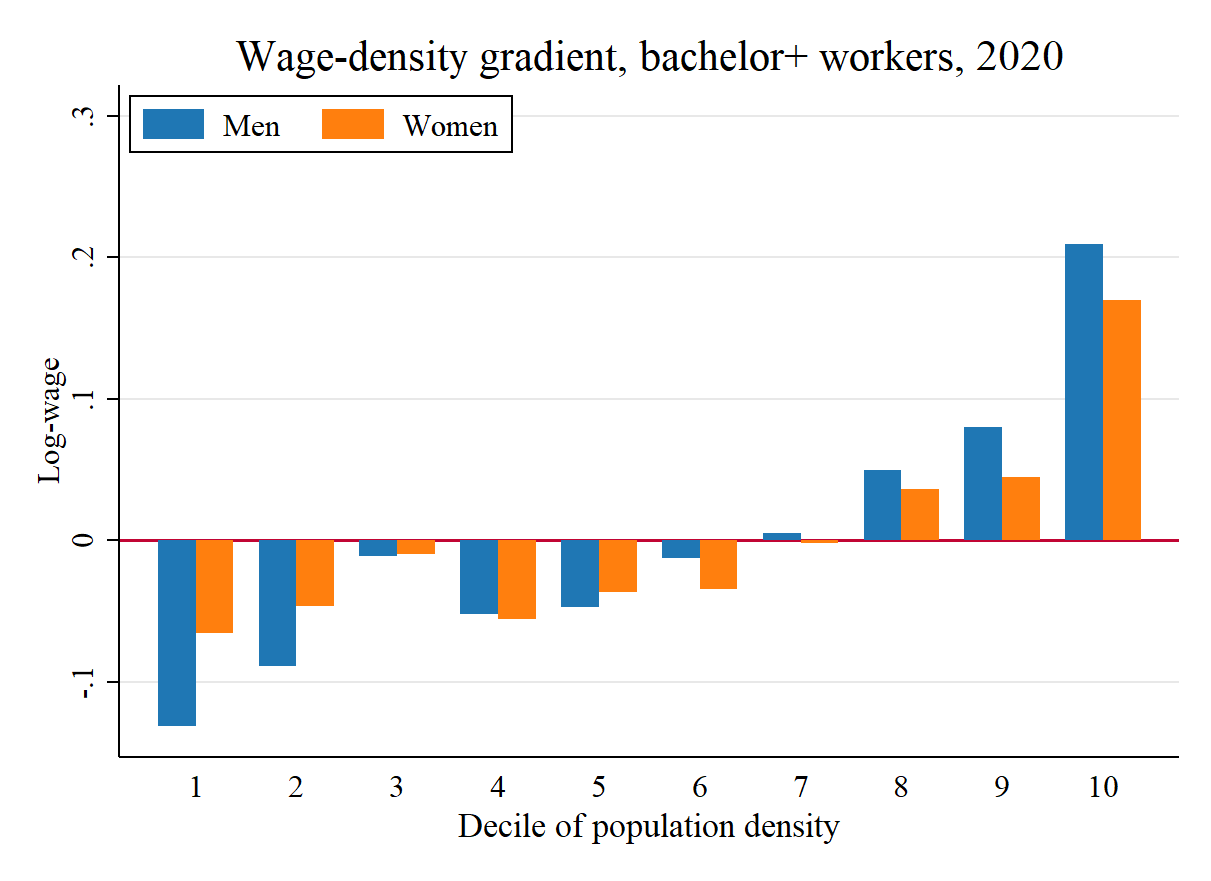 Wage-density gradient, bachelor+ workers, 2020
Men Women
Log-wage
.3
.2
.1
0
-.1
1 2 3 4 5 6 7 8 9 10
Decile of population density